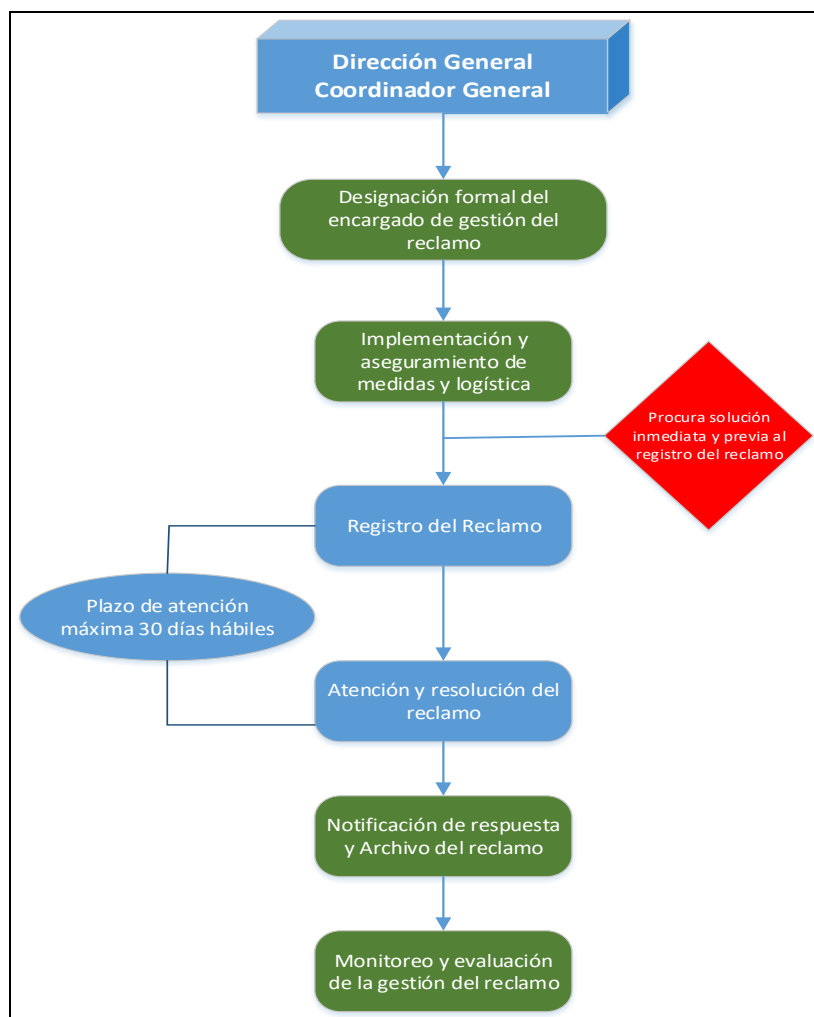 Dirección General
Coordinador General
Designación formal del
encargado de gestión del
reclamo
Implementación y
aseguramiento de
medidas y logística
Procura solución
inmediata y previa al
registro del reclamo
Registro del Reclamo
Plazo de atención
máxima 30 días hábiles
Atención y resolución del
reclamo
Notificación de respuesta
y Archivo del reclamo
Monitoreo y evaluación
de la gestión del reclamo